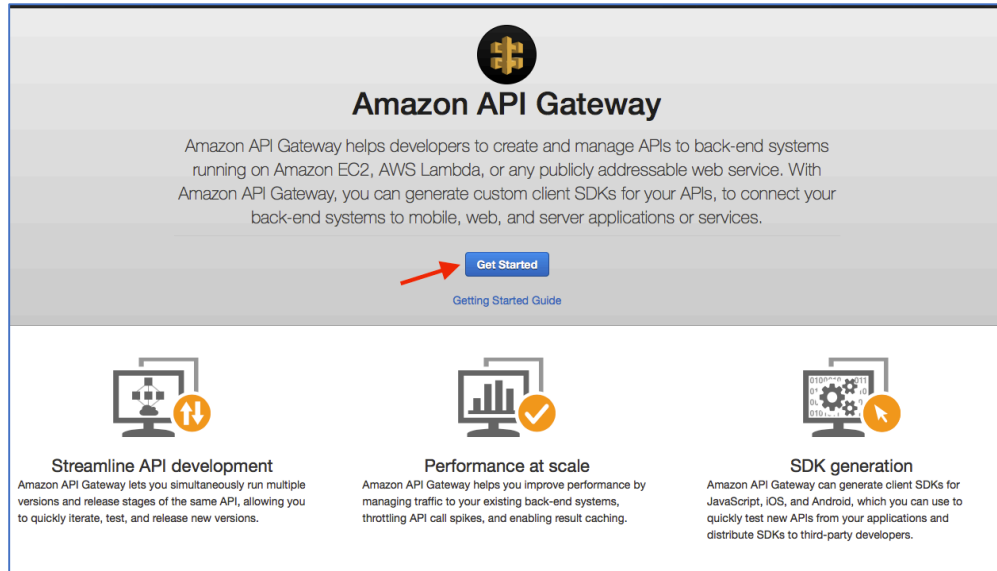 Amazon API Gateway
Amazon API Gateway helps developers to create and manage APIs to back-end systems
running on Amazon EC2, AWS Lambda, or any publicly addressable web service. With
Amazon API Gateway, you can generate custom client SDKs for your APIs, to connect your
back-end systems to mobile, web, and server applications or services.
Get Started
Getting Started Guide
Streamline API development
Amazon API Gateway lets you simultaneously run multiple
versions and release stages of the same API, allowing you
to quickly iterate, test, and release new versions.
Performance at scale
Amazon API Gateway helps you improve performance by
managing traffic to your existing back-end systems,
throttling API call spikes, and enabling result caching.
SDK generation
Amazon API Gateway can generate client SDKs for
JavaScript, iOS, and Android, which you can use to
quickly test new APIs from your applications and
distribute SDKs to third-party developers.